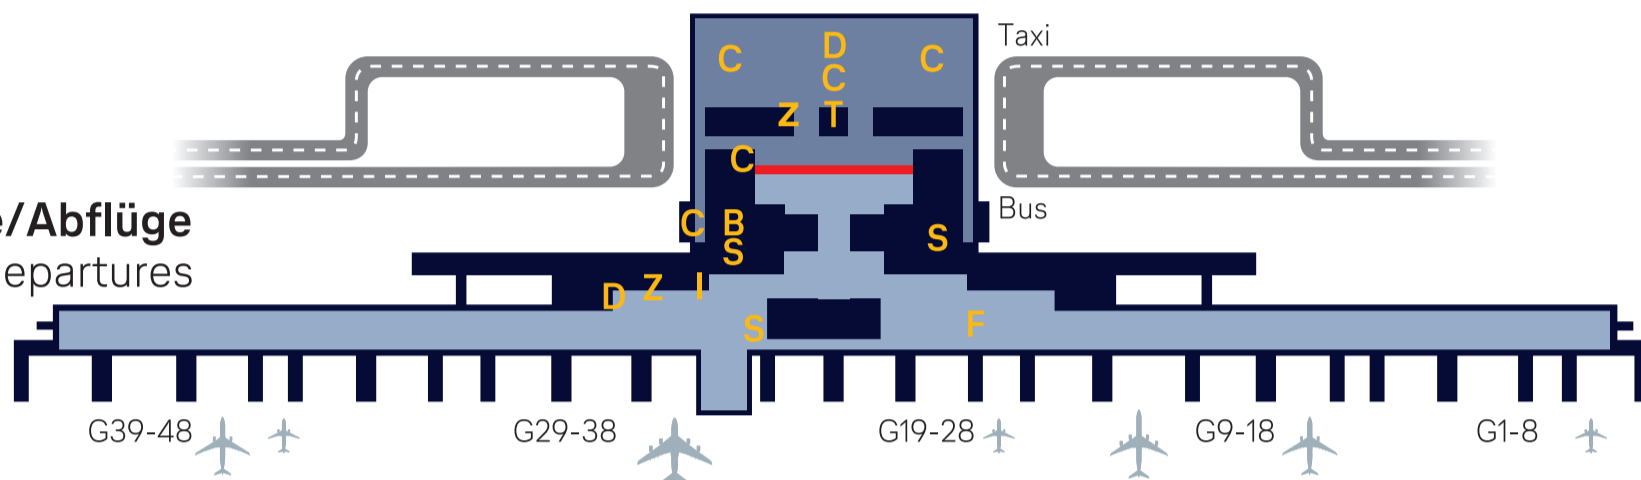 Taxi
C D C
C
Z T
C
e/Abflüge
Bus
C B S
S
epartures
D Z I
S F
G39-48 G29-38 G19-28 G9-18 G1-8